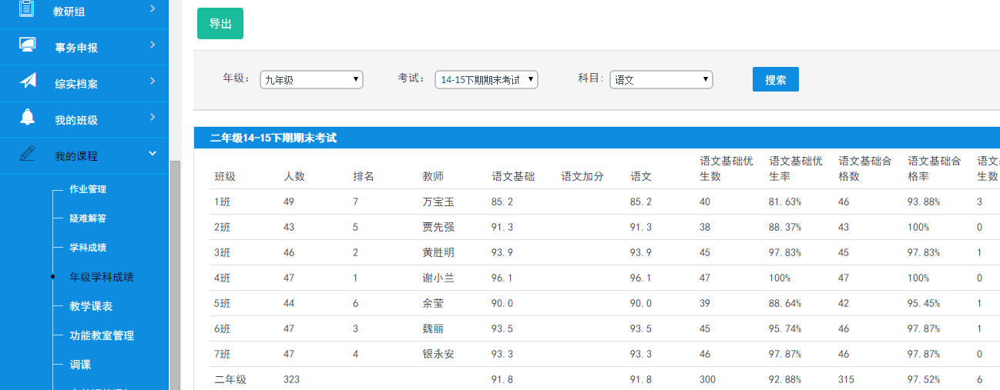 教研组
事务申报
综实档案
我的班级
我的课程
作业管理
疑难解答
学科成绩
年级学科成绩
教学课表
功能教室管理
调课
导出
年级： 九年级 考试： 14-15下期期末考试 科目： 语文 搜索
二年级14-15下期期末考试
班级 人数 排名 教师 语文基础 语文加分 语文 语文基础优生数 语文基础优生率 语文基础合格数 语文基础合格率
1班 49 7 万宝玉 85.2 85.2 40 81.63% 46 93.88% 3
2班 43 5 贾先强 91.3 91.3 38 88.37% 43 100% 0
3班 46 2 黄胜明 93.9 93.9 45 97.83% 45 97.83% 1
4班 47 1 谢小兰 96.1 96.1 47 100% 47 100% 0
5班 44 6 余莹 90.0 90.0 39 88.64% 42 95.45% 1
6班 47 3 魏丽 93.5 93.5 45 95.74% 46 97.87% 1
7班 47 4 银永安 93.3 93.3 46 97.87% 46 97.87% 0
二年级 323 91.8 91.8 300 92.88% 315 97.52% 6